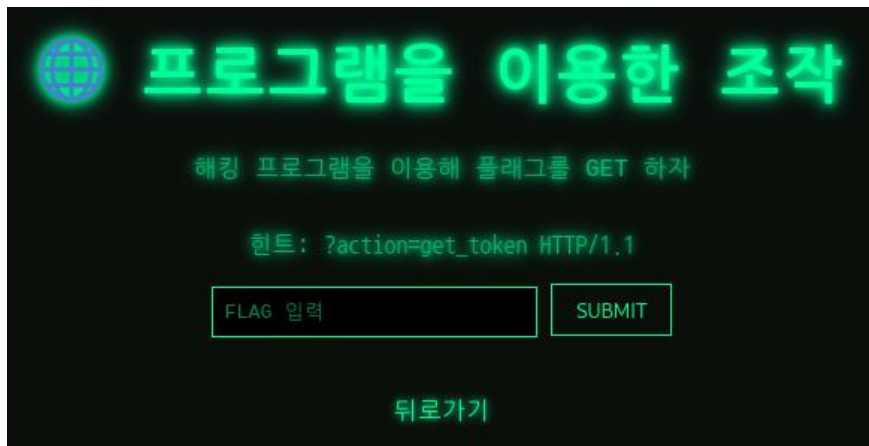 프로그램을 이용한 조작
해킹 프로그램을 이용해 플래그를 GET 하자
힌트: ?action=get_token HTTP/1.1
FLAG 입력
SUBMIT
뒤로가기